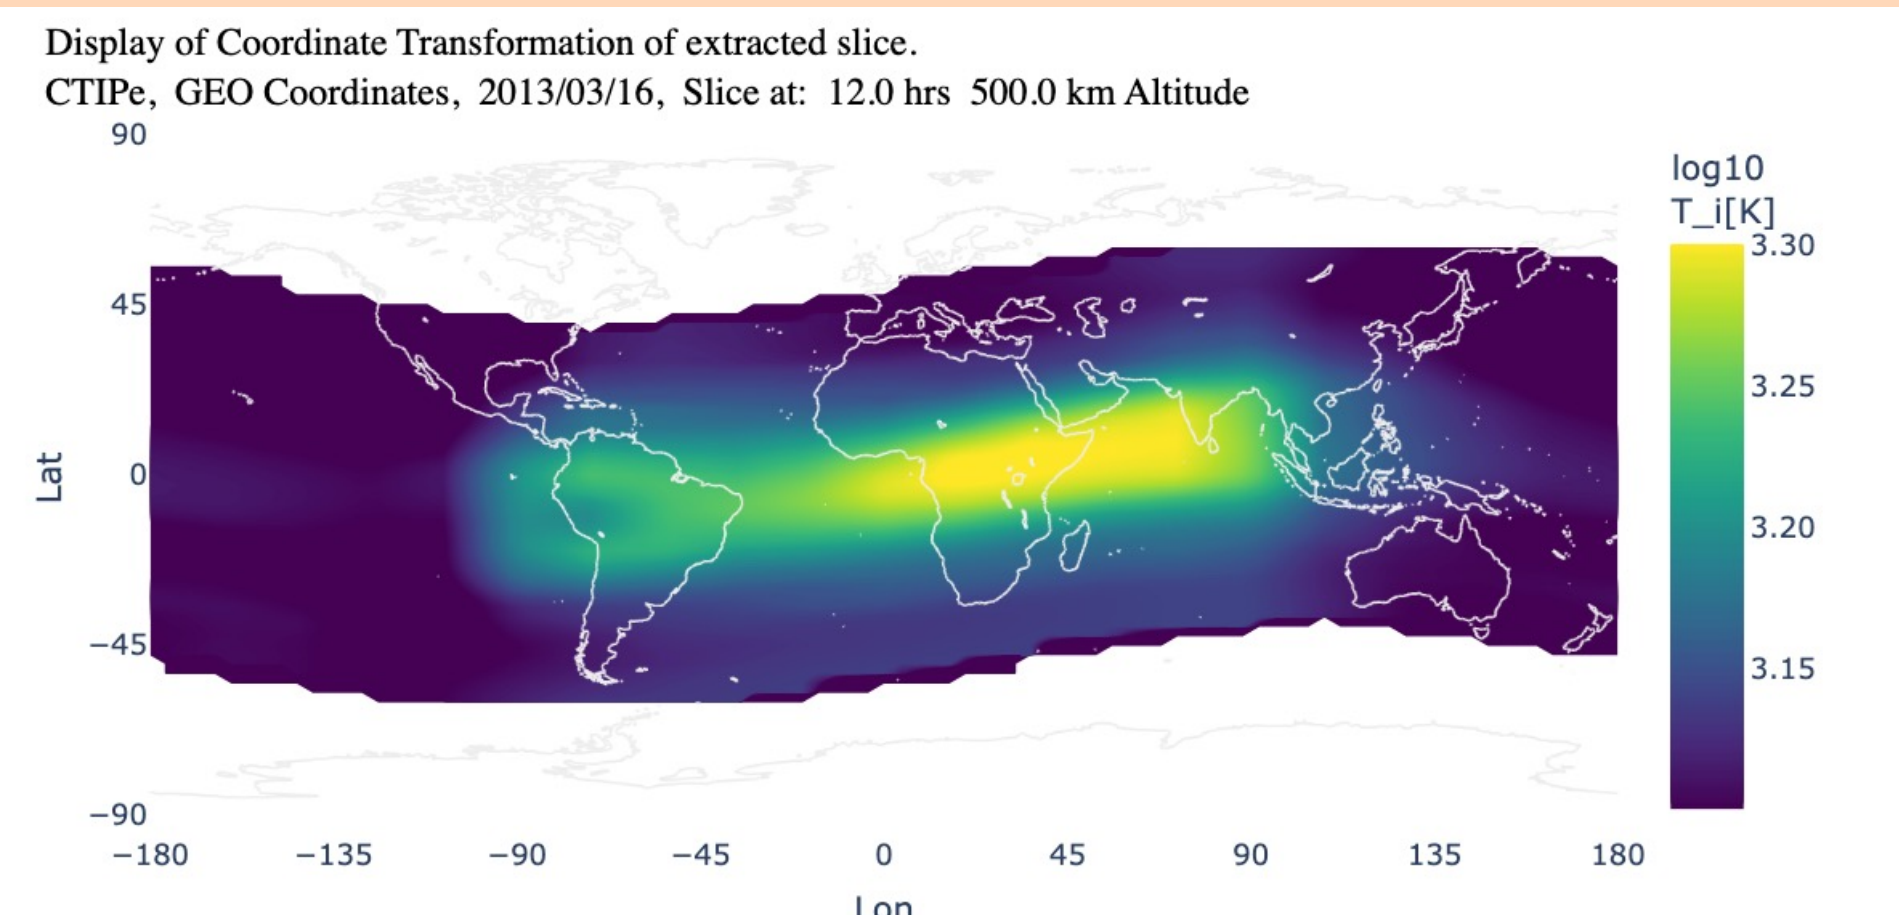 Display of Coordinate Transformation of extracted slice.
CTIPe, GEO Coordinates, 2013/03/16, Slice at: 12.0 hrs 500.0 km Altitude
90
45
0
−45
−90
Lat
−180 −135 −90 −45 0 45 90 135 180
Lon
log10
T_i[K]
3.30
3.25
3.20
3.15